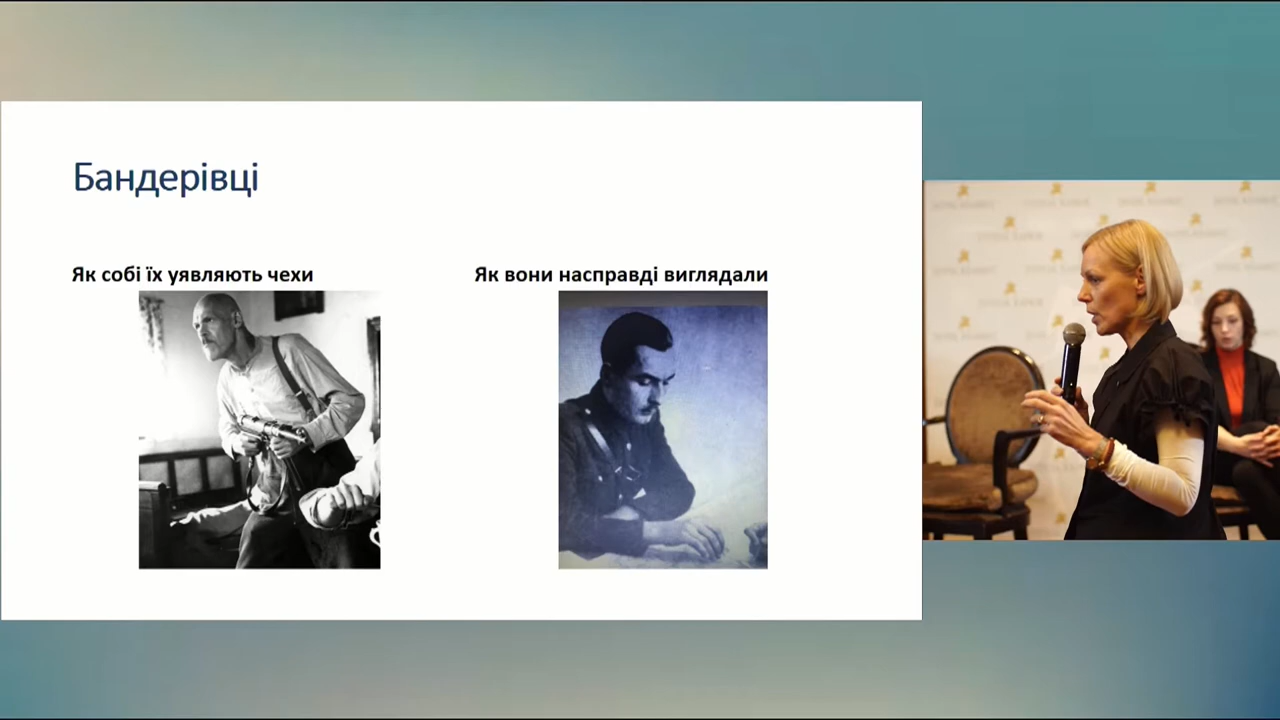 Бандерівці
Як собі їх уявляють чехи
Як вони насправді виглядали